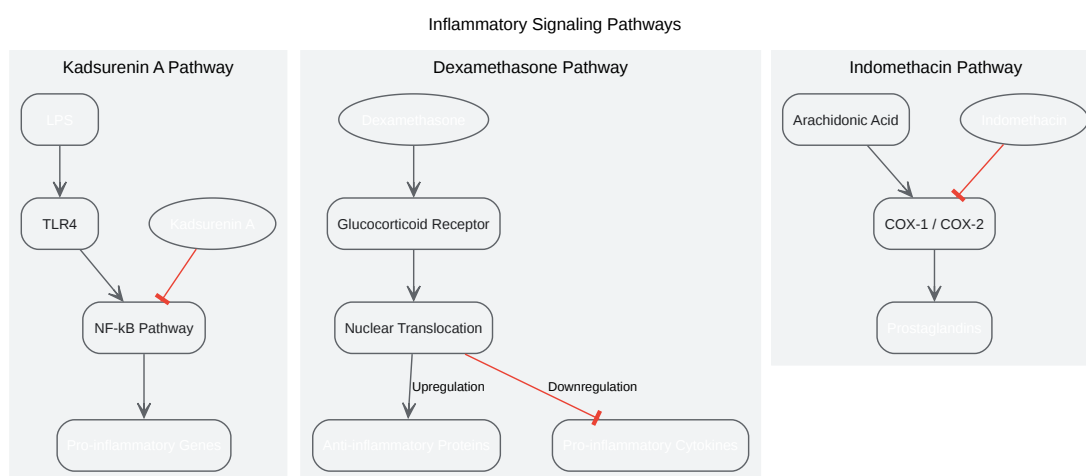 Inflammatory Signaling Pathways
Kadsurenin A Pathway
LPS
TLR4
Kadsurenin A
NF-kB Pathway
Pro-inflammatory Genes
Dexamethasone Pathway
Dexamethasone
Glucocorticoid Receptor
Nuclear Translocation
Upregulation
Downregulation
Anti-inflammatory Proteins
Pro-inflammatory Cytokines
Indomethacin Pathway
Arachidonic Acid
Indomethacin
COX-1 / COX-2
Prostaglandins